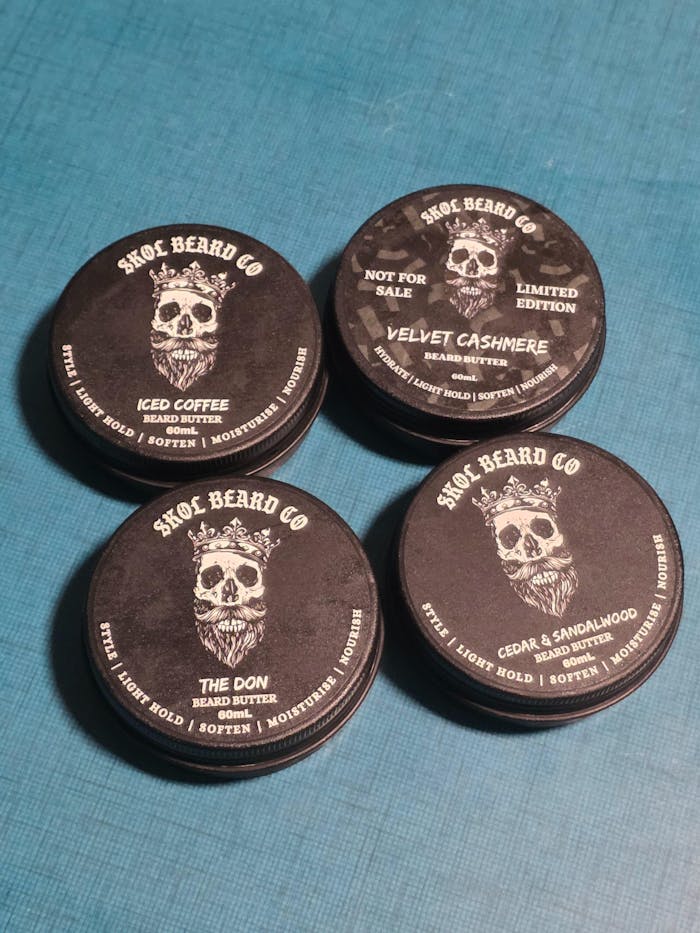 SKOL BEARD CO
ICED COFFEE
BEARD BUTTER
60mL
STYLE | LIGHT HOLD | SOFTEN | MOISTURISE | NOURISH
SKOL BEARD CO
NOT FOR SALE
LIMITED EDITION
VELVET CASHMERE
BEARD BUTTER
60mL
HYDRATE | LIGHT HOLD | SOFTEN | NOURISH
SKOL BEARD CO
THE DON
BEARD BUTTER
60mL
STYLE | LIGHT HOLD | SOFTEN | MOISTURISE | NOURISH
SKOL BEARD CO
CEDAR & SANDALWOOD
BEARD BUTTER
60mL
STYLE | LIGHT HOLD | SOFTEN | MOISTURISE | NOURISH